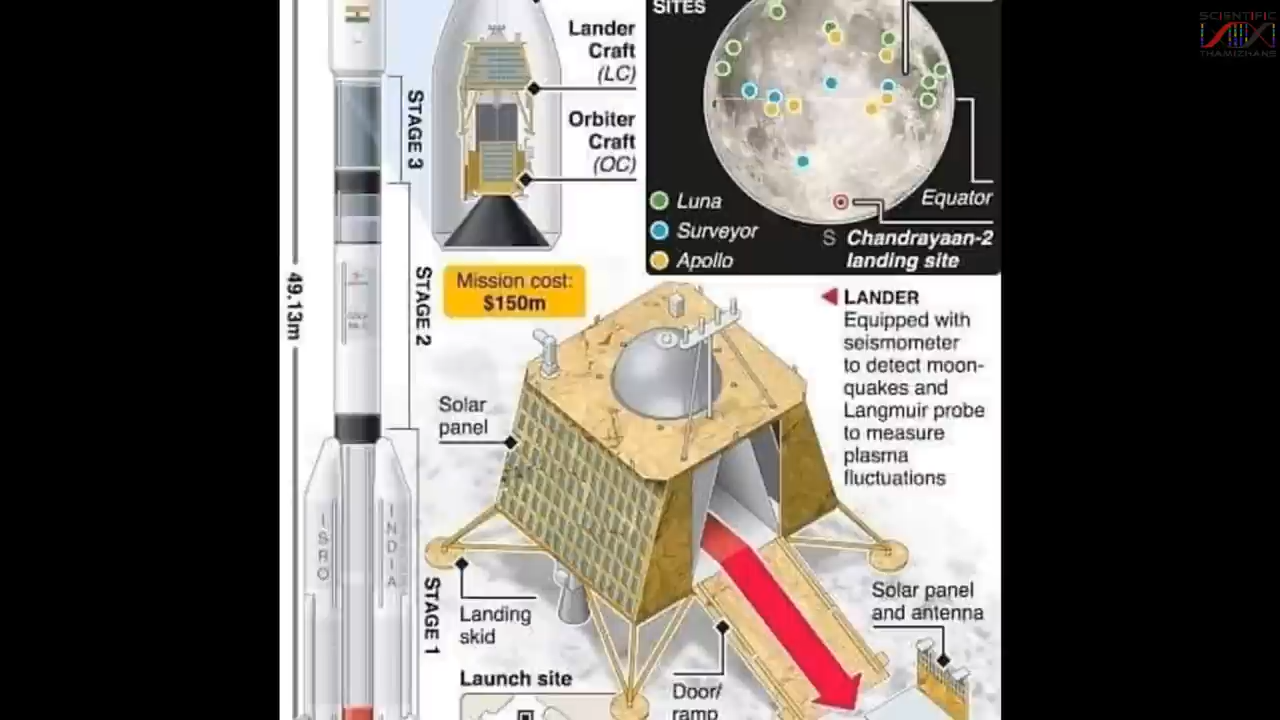 SCIENTIFIC
THAMIZHANS
SITES
Lander
Craft
(LC)
Orbiter
Craft
(OC)
STAGE 3
STAGE 2
STAGE 1
49.13m
ISRO
INDIA
Luna
Surveyor
Apollo
Equator
S
Chandrayaan-2
landing site
Mission cost:
$150m
LANDER
Equipped with
seismometer
to detect moon-
quakes and
Langmuir probe
to measure
plasma
fluctuations
Solar
panel
Landing
skid
Solar panel
and antenna
Door/
ramp
Launch site